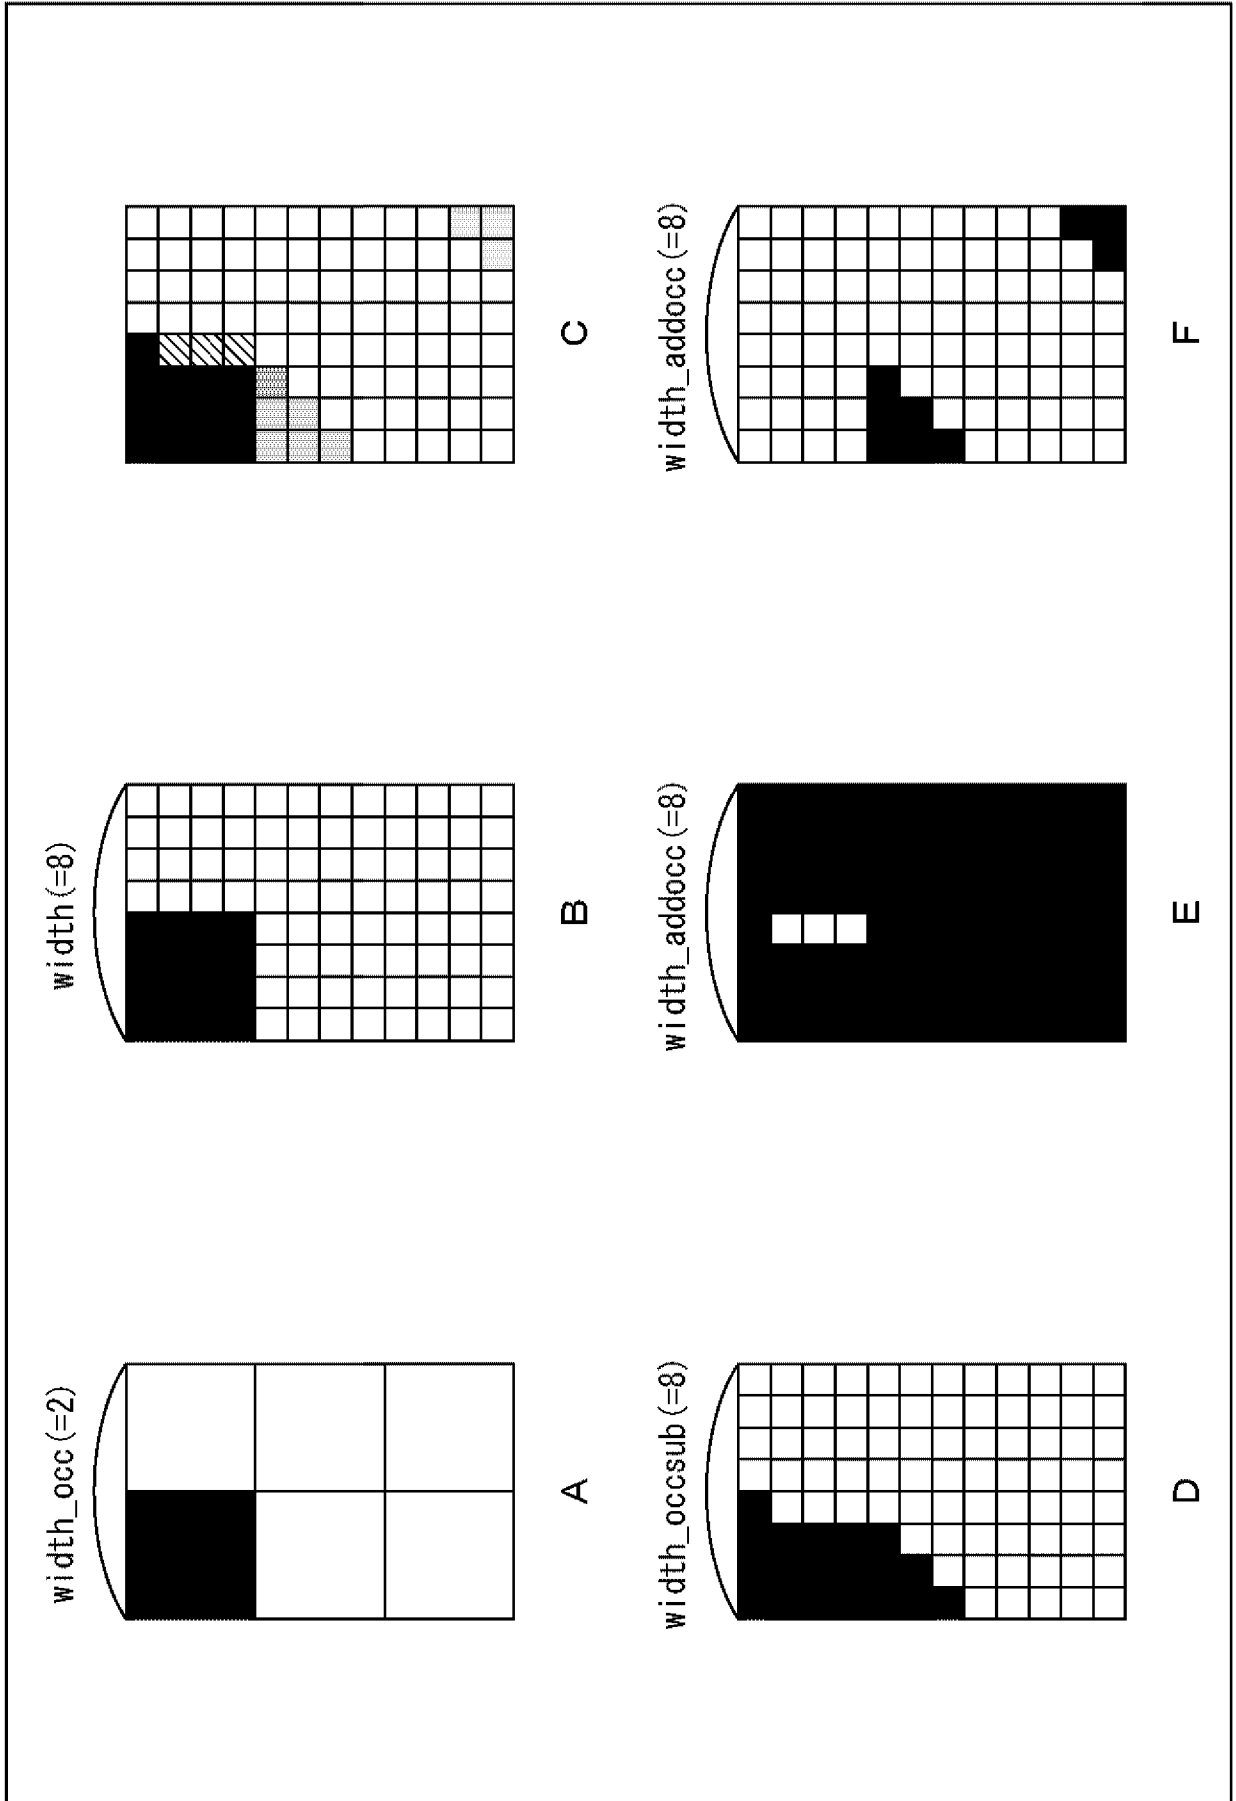 width_occ(=2)
width(=8)
A
B
C
width_occsub(=8)
width_addocc(=8)
width_addocc(=8)
D
E
F